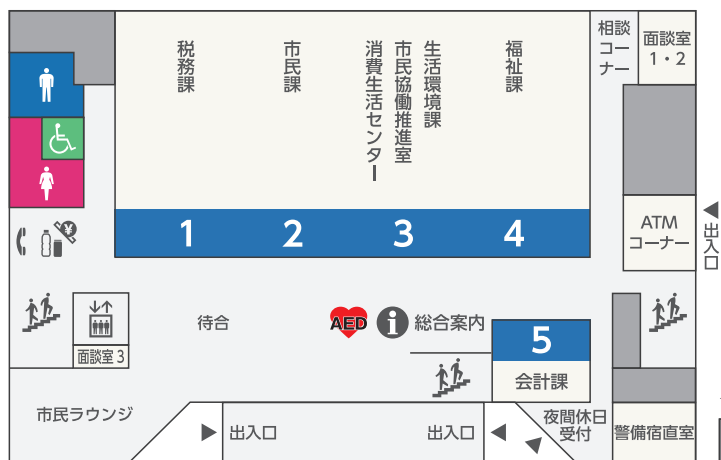 税務課
市民課
生活環境課
市民協働推進室
消費生活センター
福祉課
相談
コー
ナー
面談室
1・2
1
2
3
4
ATM
コーナー
出入口
¥
面談室3
待合
AED
i
総合案内
5
会計課
市民ラウンジ
出入口
出入口
夜間休日
受付
警備宿直室